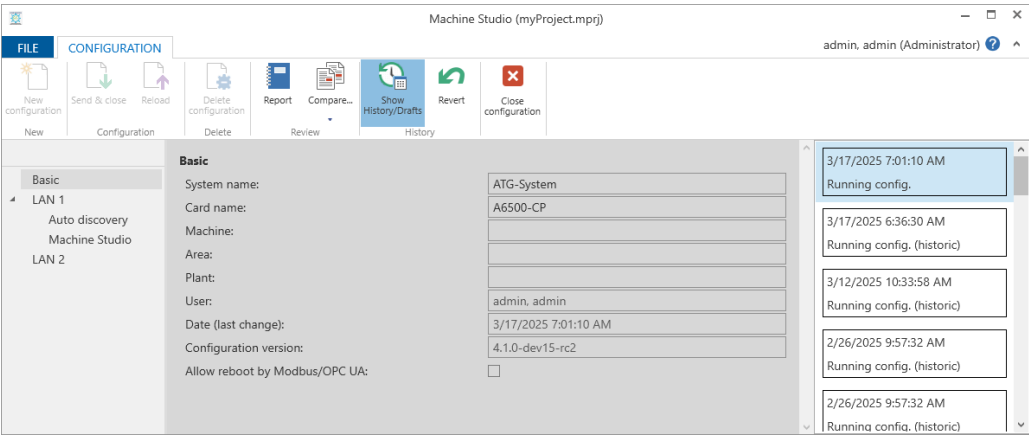 Machine Studio (myProject.mprj)
FILE
CONFIGURATION
admin, admin (Administrator)
New configuration
Send & close
Reload
Delete configuration
Report
Compare...
Show History/Drafts
Revert
Close configuration
New
Configuration
Delete
Review
History
Basic
LAN 1
Auto discovery
Machine Studio
LAN 2
Basic
System name: ATG-System
Card name: A6500-CP
Machine:
Area:
Plant:
User: admin, admin
Date (last change): 3/17/2025 7:01:10 AM
Configuration version: 4.1.0-dev15-rc2
Allow reboot by Modbus/OPC UA:
3/17/2025 7:01:10 AM
Running config.
3/17/2025 6:36:30 AM
Running config. (historic)
3/12/2025 10:33:58 AM
Running config. (historic)
2/26/2025 9:57:32 AM
Running config. (historic)
2/26/2025 9:57:32 AM
Running config. (historic)